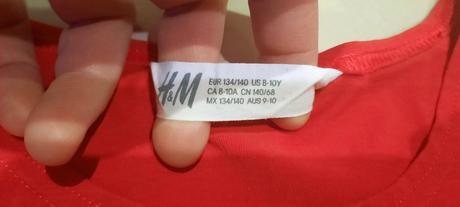 H&M
EUR 134/140 US 8-10Y
CA 8-10A CN 140/68
MX 134/140 AUS 9-10